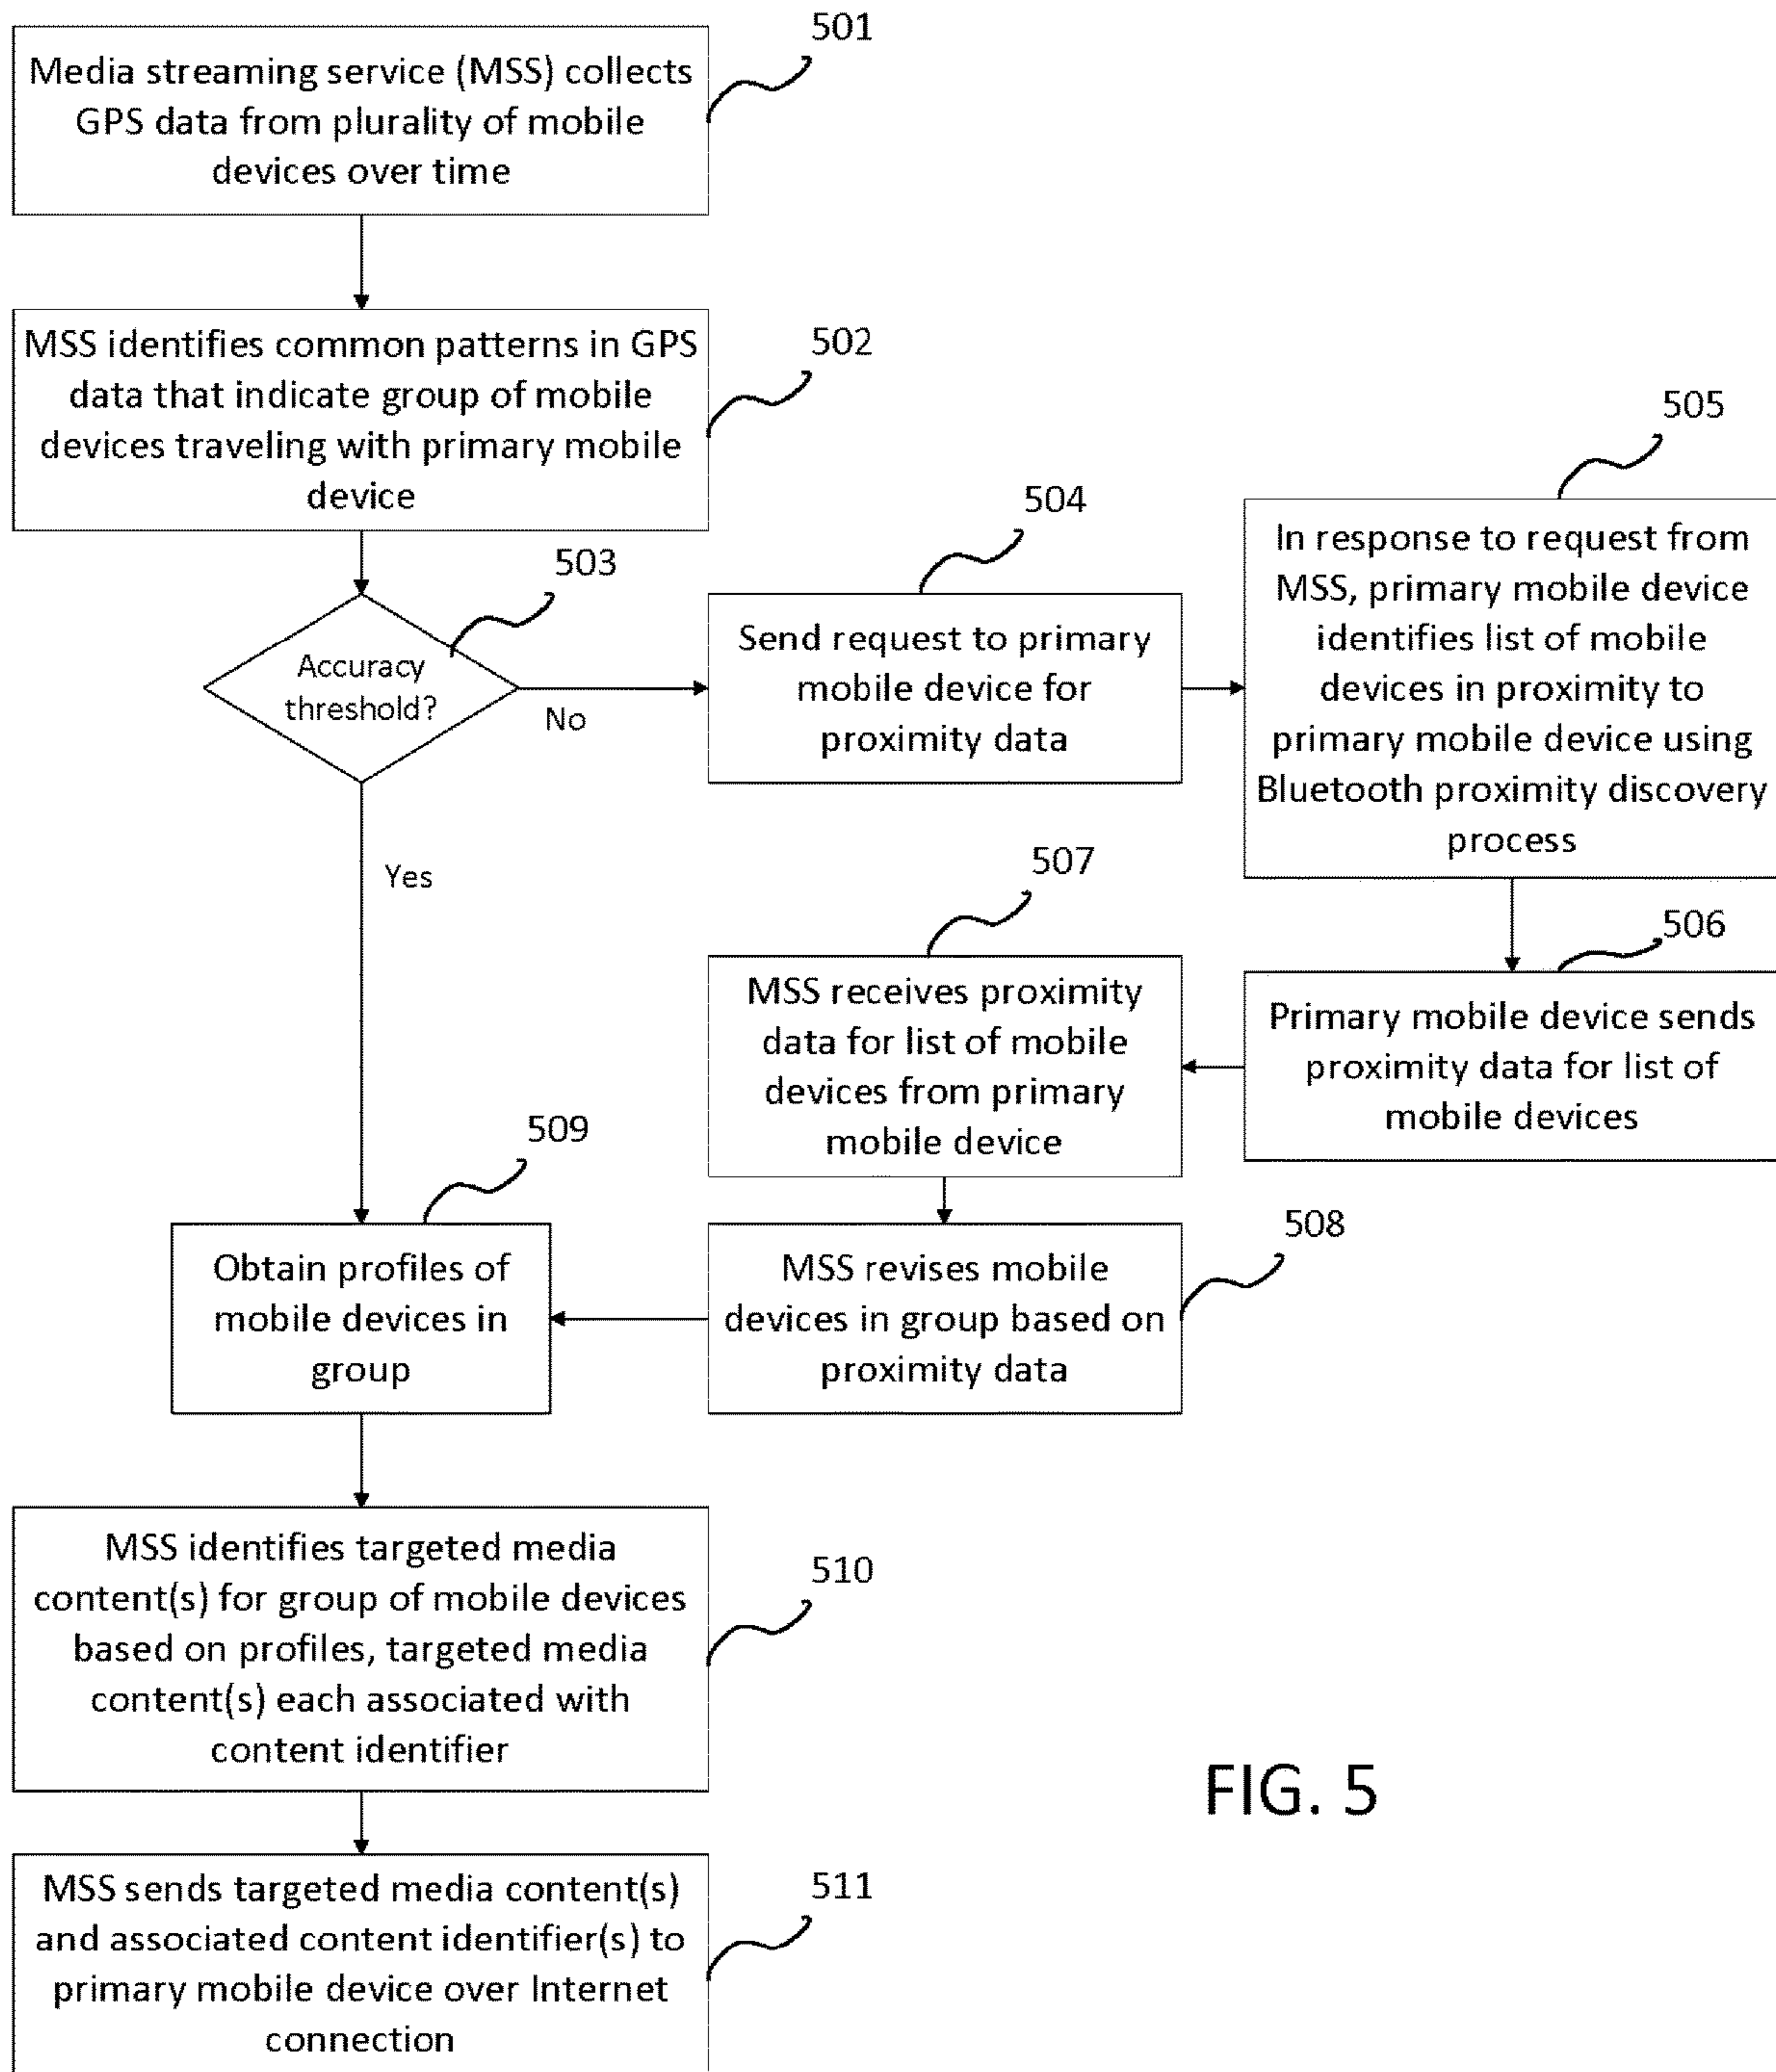 501
Media streaming service (MSS) collects
GPS data from plurality of mobile
devices over time
502
MSS identifies common patterns in GPS
data that indicate group of mobile
devices traveling with primary mobile
device
503
Accuracy
threshold?
No
Yes
504
Send request to primary
mobile device for
proximity data
505
In response to request from
MSS, primary mobile device
identifies list of mobile
devices in proximity to
primary mobile device using
Bluetooth proximity discovery
process
506
Primary mobile device sends
proximity data for list of
mobile devices
507
MSS receives proximity
data for list of mobile
devices from primary
mobile device
508
MSS revises mobile
devices in group based on
proximity data
509
Obtain profiles of
mobile devices in
group
510
MSS identifies targeted media
content(s) for group of mobile devices
based on profiles, targeted media
content(s) each associated with
content identifier
511
MSS sends targeted media content(s)
and associated content identifier(s) to
primary mobile device over Internet
connection
FIG. 5